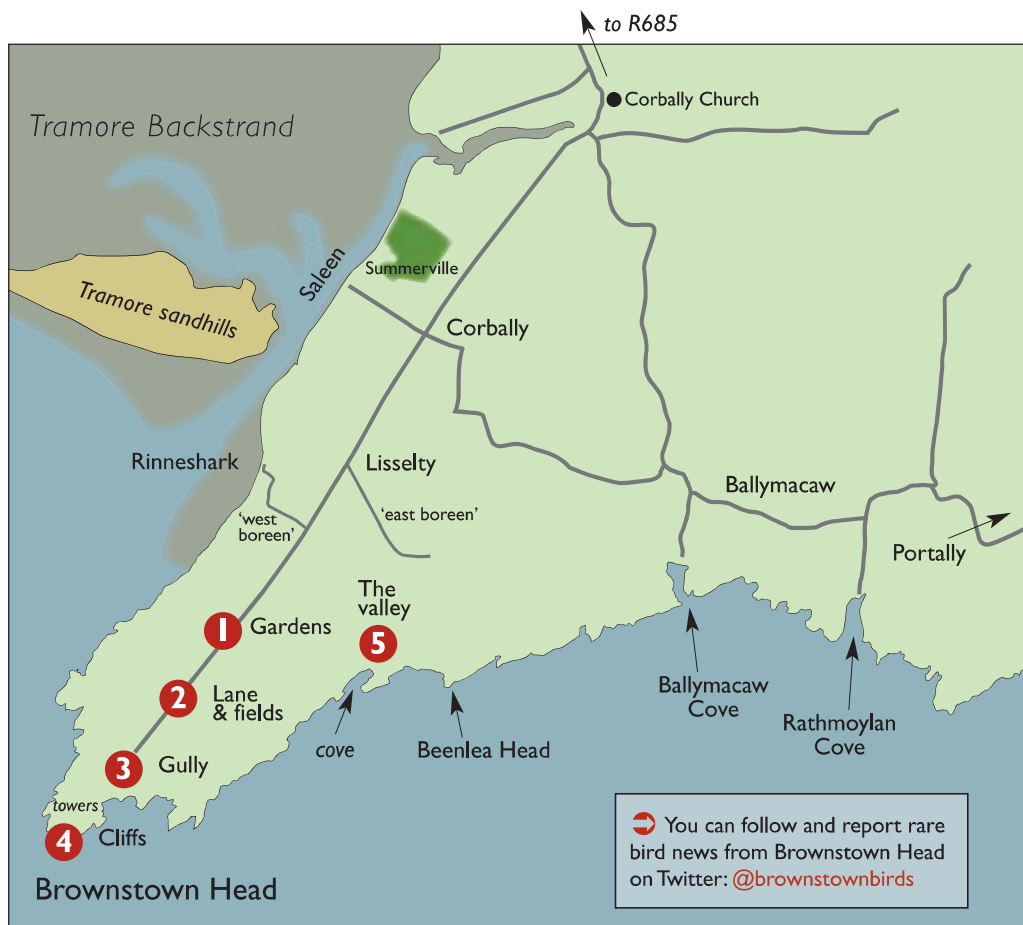 to R685
Corbally Church
Tramore Backstrand
Saleen
Summerville
Tramore sandhills
Corbally
Rinneshark
Lisselty
'west
boreen'
'east boreen'
Ballymacaw
Portally
The
valley
5
1
Gardens
2
Lane
& fields
3
Gully
towers
4
Cliffs
cove
Beenlea Head
Ballymacaw
Cove
Rathmoylan
Cove
Brownstown Head
You can follow and report rare
bird news from Brownstown Head
on Twitter: @brownstownbirds